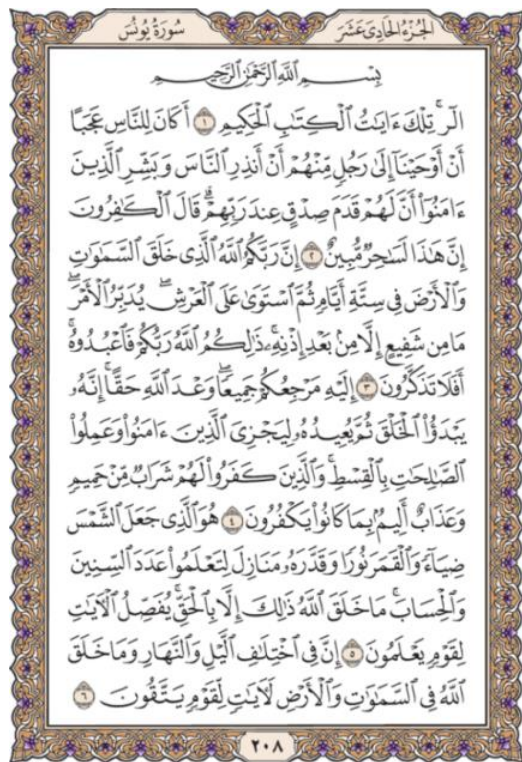 الجُزْءُ الحَادِي عَشَرَ
سُورَةُ يُونُسَ
بِسْمِ اللَّهِ الرَّحْمَٰنِ الرَّحِيمِ
الٓر ۚ تِلْكَ ءَايَٰتُ ٱلْكِتَٰبِ ٱلْحَكِيمِ ١ أَكَانَ لِلنَّاسِ عَجَبًا
أَنْ أَوْحَيْنَآ إِلَىٰ رَجُلٍ مِّنْهُمْ أَنْ أَنذِرِ ٱلنَّاسَ وَبَشِّرِ ٱلَّذِينَ
ءَامَنُوٓا۟ أَنَّ لَهُمْ قَدَمَ صِدْقٍ عِندَ رَبِّهِمْ ۗ قَالَ ٱلْكَٰفِرُونَ
إِنَّ هَٰذَا لَسَٰحِرٌ مُّبِينٌ ٢ إِنَّ رَبَّكُمُ ٱللَّهُ ٱلَّذِى خَلَقَ ٱلسَّمَٰوَٰتِ
وَٱلْأَرْضَ فِى سِتَّةِ أَيَّامٍ ثُمَّ ٱسْتَوَىٰ عَلَى ٱلْعَرْشِ ۖ يُدَبِّرُ ٱلْأَمْرَ ۖ
مَا مِن شَفِيعٍ إِلَّا مِنۢ بَعْدِ إِذْنِهِۦ ۚ ذَٰلِكُمُ ٱللَّهُ رَبُّكُمْ فَٱعْبُدُوهُ ۚ
أَفَلَا تَذَكَّرُونَ ٣ إِلَيْهِ مَرْجِعُكُمْ جَمِيعًا ۖ وَعْدَ ٱللَّهِ حَقًّا ۚ إِنَّهُۥ
يَبْدَؤُا۟ ٱلْخَلْقَ ثُمَّ يُعِيدُهُۥ لِيَجْزِىَ ٱلَّذِينَ ءَامَنُوا۟ وَعَمِلُوا۟
ٱلصَّٰلِحَٰتِ بِٱلْقِسْطِ ۚ وَٱلَّذِينَ كَفَرُوا۟ لَهُمْ شَرَابٌ مِّنْ حَمِيمٍ
وَعَذَابٌ أَلِيمٌۢ بِمَا كَانُوا۟ يَكْفُرُونَ ٤ هُوَ ٱلَّذِى جَعَلَ ٱلشَّمْسَ
ضِيَآءً وَٱلْقَمَرَ نُورًا وَقَدَّرَهُۥ مَنَازِلَ لِتَعْلَمُوا۟ عَدَدَ ٱلسِّنِينَ
وَٱلْحِسَابَ ۚ مَا خَلَقَ ٱللَّهُ ذَٰلِكَ إِلَّا بِٱلْحَقِّ ۚ يُفَصِّلُ ٱلْءَايَٰتِ
لِقَوْمٍ يَعْلَمُونَ ٥ إِنَّ فِى ٱخْتِلَٰفِ ٱلَّيْلِ وَٱلنَّهَارِ وَمَا خَلَقَ
ٱللَّهُ فِى ٱلسَّمَٰوَٰتِ وَٱلْأَرْضِ لَءَايَٰتٍ لِّقَوْمٍ يَتَّقُونَ ٦
٢٠٨